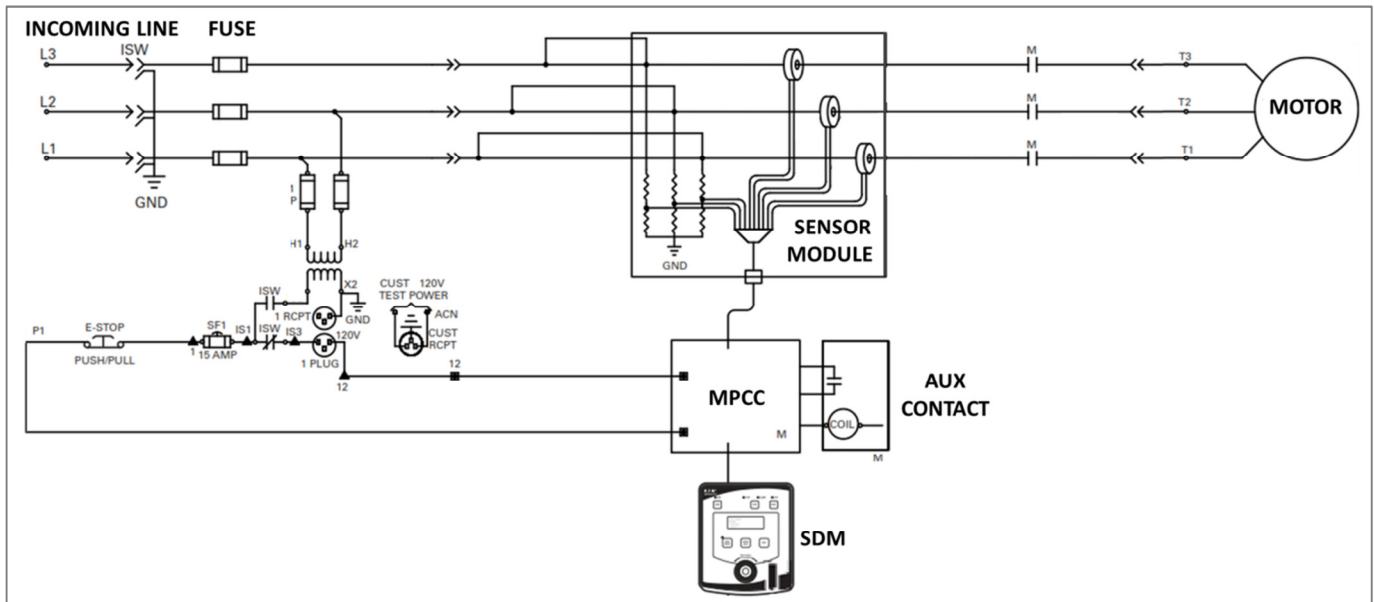 INCOMING LINE
FUSE
L3
ISW
M
T3
L2
M
T2
MOTOR
L1
M
T1
GND
1
P
H1
H2
SENSOR
MODULE
GND
ISW
X2
CUST 120V
TEST POWER
1 RCPT
GND
ACN
P1
E-STOP
SF1
IS1
ISW
IS3
120V
CUST
RCPT
PUSH/PULL
1
15 AMP
1 PLUG
12
12
MPCC
AUX
CONTACT
M
COIL
M
SDM